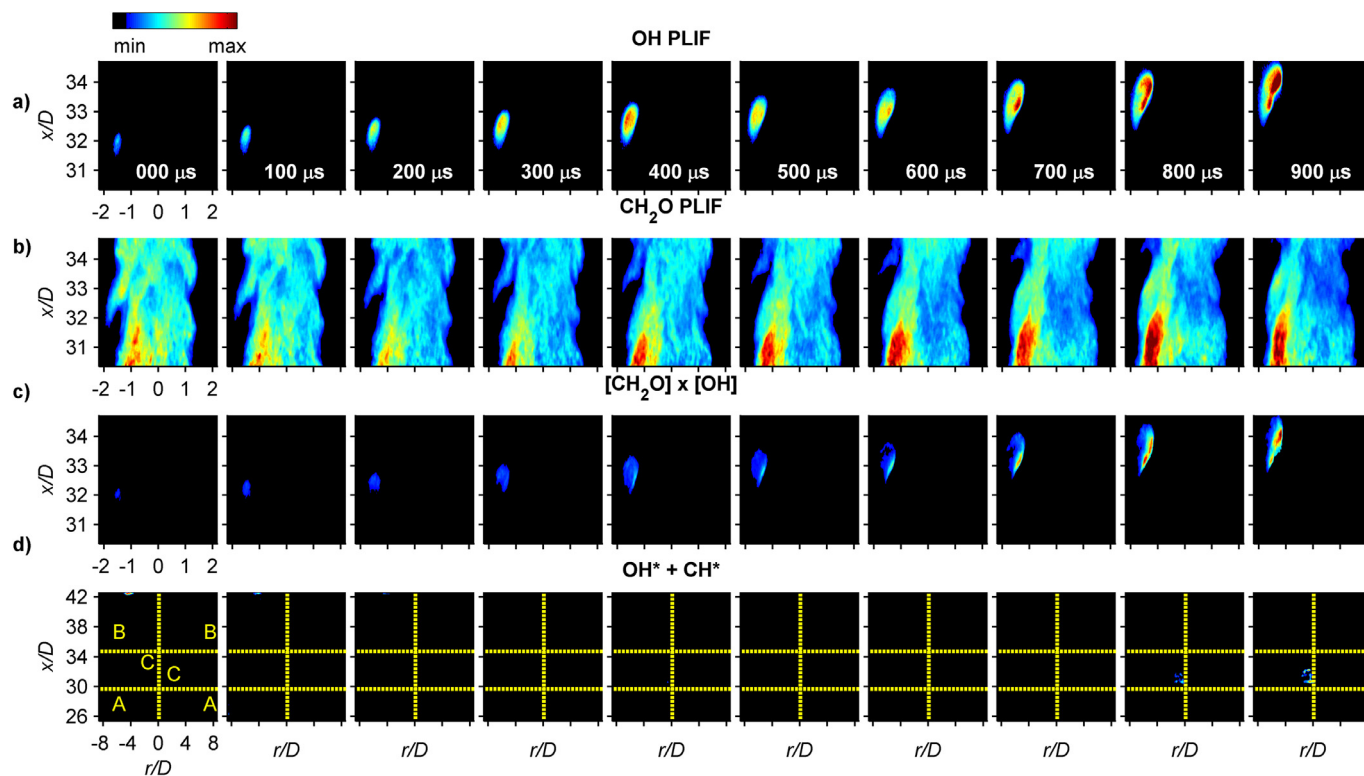 min max
OH PLIF
a)
x/D
34
33
32
31
000 μs 100 μs 200 μs 300 μs 400 μs 500 μs 600 μs 700 μs 800 μs 900 μs
-2 -1 0 1 2
CH₂O PLIF
b)
x/D
34
33
32
31
-2 -1 0 1 2
[CH₂O] x [OH]
c)
x/D
34
33
32
31
-2 -1 0 1 2
OH* + CH*
d)
x/D
42
38
34
30
26
B B
C C
A A
-8 -4 0 4 8
r/D r/D r/D r/D r/D r/D r/D r/D r/D r/D